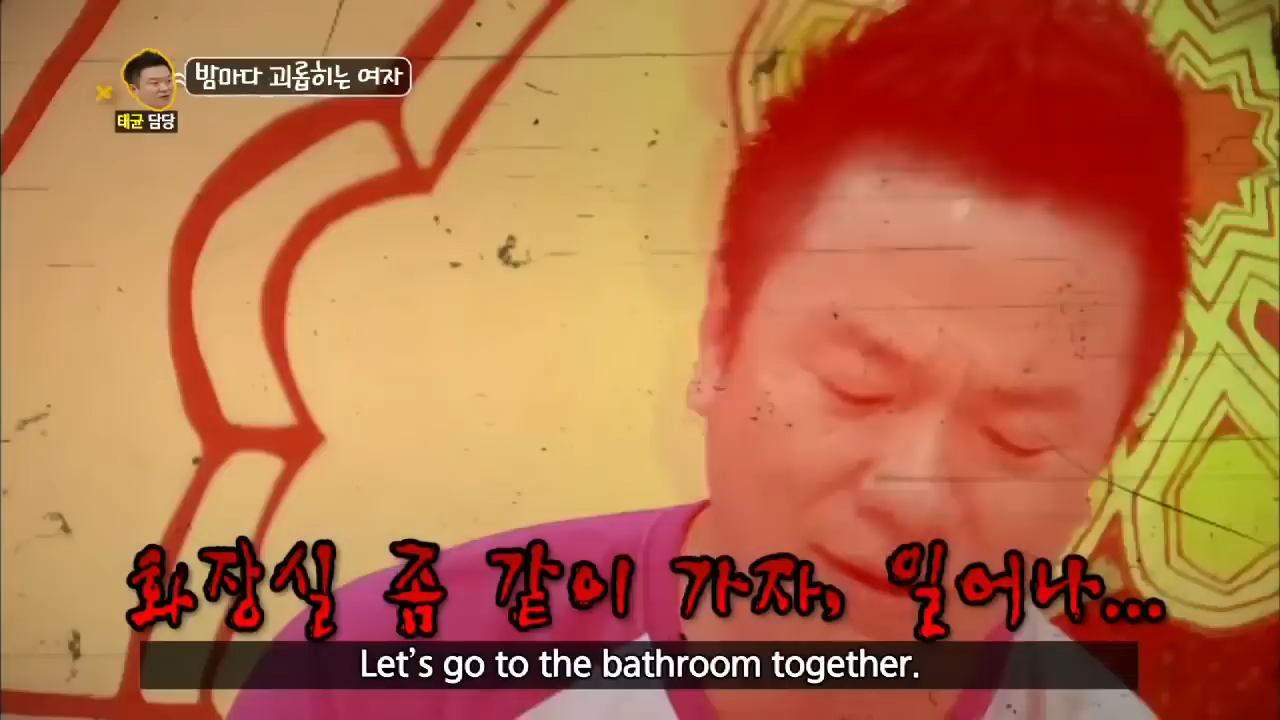 밤마다 괴롭히는 여자
태균 담당
화장실 좀 같이 가자, 일어나...
Let's go to the bathroom together.